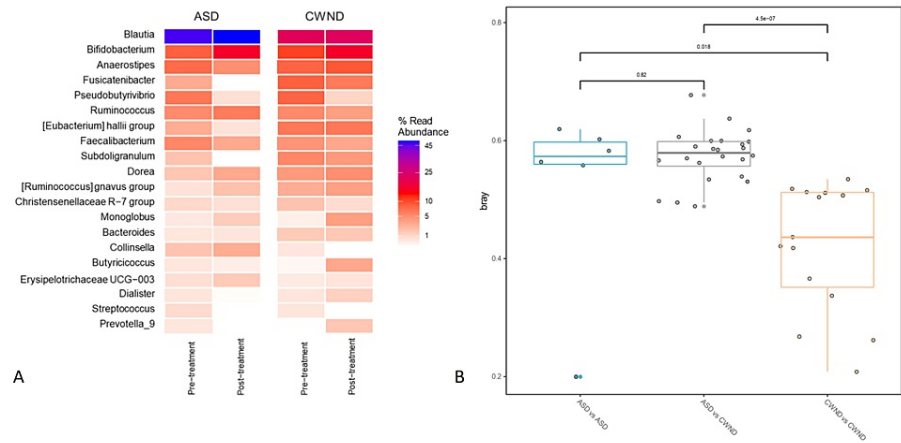 ASD CWND
Blautia
Bifidobacterium
Anaerostipes
Fusicatenibacter
Pseudobutyrivibrio
Ruminococcus
[Eubacterium] hallii group
Faecalibacterium
Subdoligranulum
Dorea
[Ruminococcus] gnavus group
Christensenellaceae R−7 group
Monoglobus
Bacteroides
Collinsella
Butyricicoccus
Erysipelotrichaceae UCG−003
Dialister
Streptococcus
Prevotella_9
Pre-treatment
Post-treatment
Pre-treatment
Post-treatment
% Read
Abundance
45
25
10
5
1
A
0.8
0.6
0.4
0.2
bray
4.5e−07
0.018
0.82
ASD vs ASD
ASD vs CWND
CWND vs CWND
B